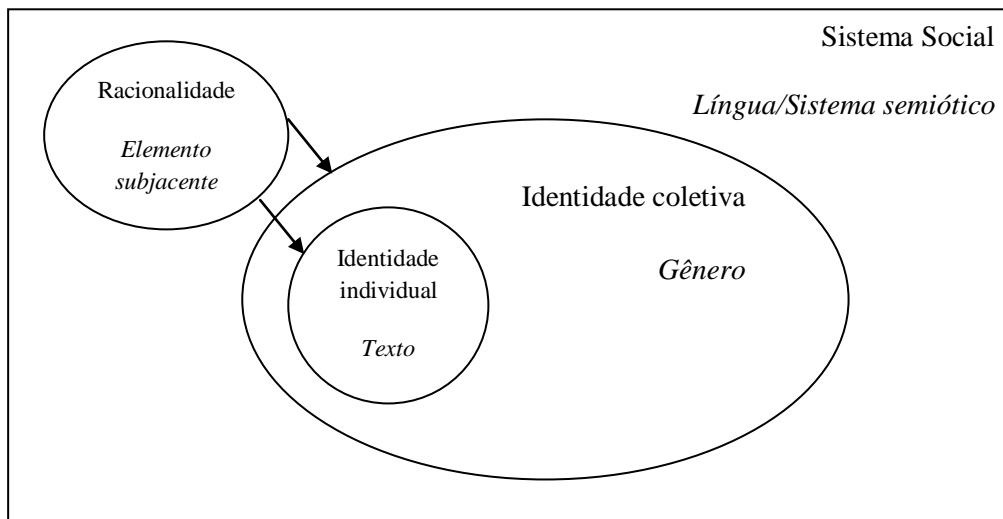 Sistema Social
Língua/Sistema semiótico
Racionalidade
Elemento
subjacente
Identidade coletiva
Gênero
Identidade
individual
Texto